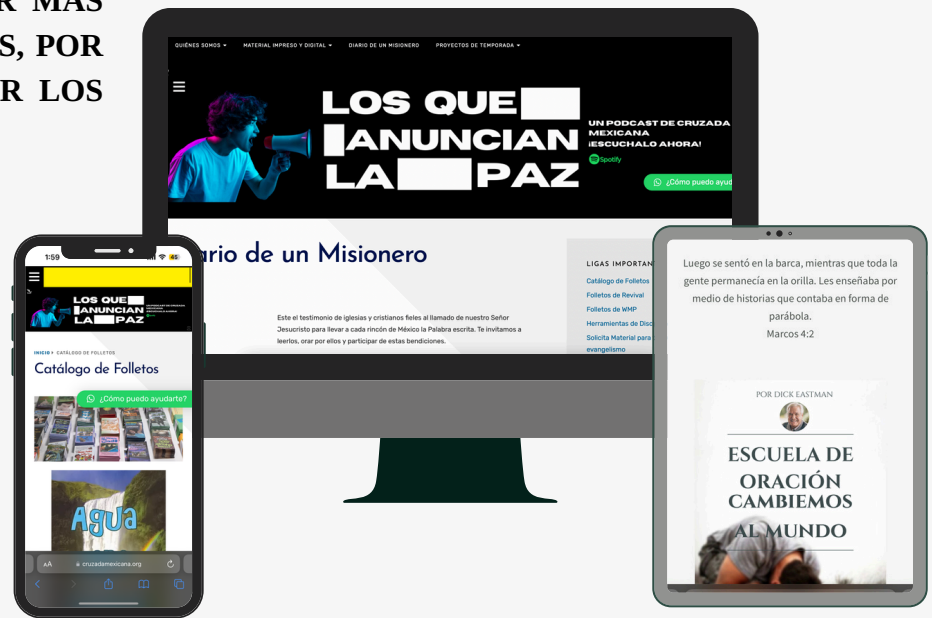 R MÁS
S, POR
R LOS
QUIÉNES SOMOS
MATERIAL IMPRESO Y DIGITAL
DIARIO DE UN MISIONERO
PROYECTOS DE TEMPORADA
LOS QUE
ANUNCIAN
LA PAZ
UN PODCAST DE CRUZADA
MEXICANA
¡ESCUCHALO AHORA!
Spotify
¿Cómo puedo ayud
ario de un Misionero
Este el testimonio de iglesias y cristianos fieles al llamado de nuestro Señor
Jesucristo para llevar a cada rincón de México la Palabra escrita. Te invitamos a
leerlos, orar por ellos y participar de estas bendiciones.
LIGAS IMPORTAN
Catálogo de Folletos
Folletos de Revival
Folletos de WMP
Herramientas de Disc
Solicita Material para
evangelismo
1:59
45
LOS QUE
ANUNCIAN
LA PAZ
INICIO > CATÁLOGO DE FOLLETOS
Catálogo de Folletos
¿Cómo puedo ayudarte?
Agua
AA
cruzadamexicana.org
Luego se sentó en la barca, mientras que toda la
gente permanecía en la orilla. Les enseñaba por
medio de historias que contaba en forma de
parábola.
Marcos 4:2
POR DICK EASTMAN
ESCUELA DE
ORACIÓN
CAMBIEMOS
AL MUNDO